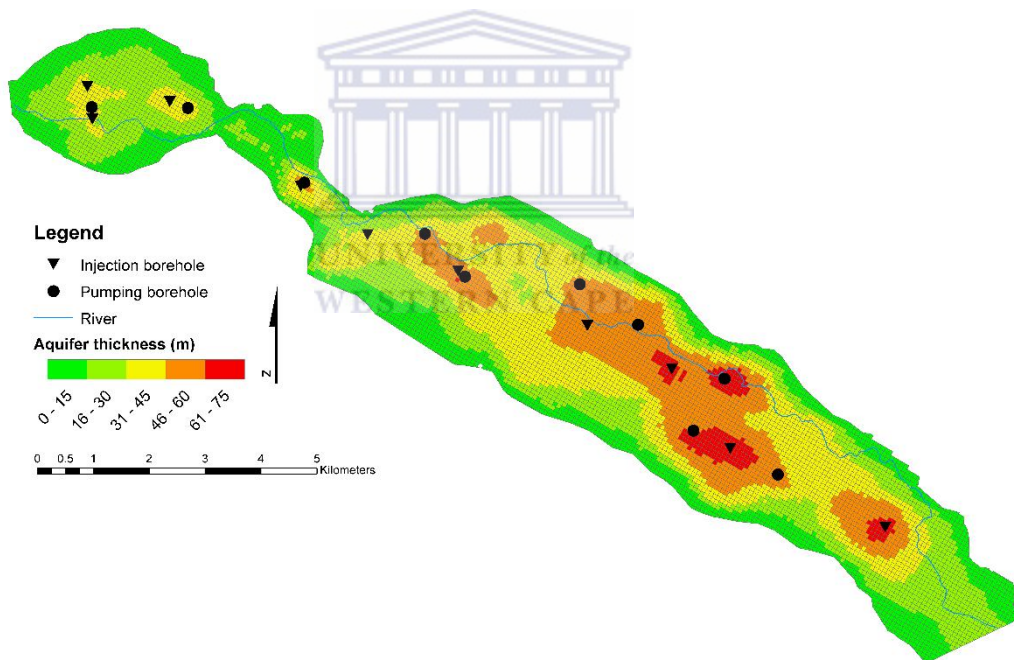 UNIVERSITY of the
WESTERN CAPE
Legend
Injection borehole
Pumping borehole
River
Aquifer thickness (m)
0 - 15
16 - 30
31 - 45
46 - 60
61 - 75
N
0 0.5 1 2 3 4 5
Kilometers